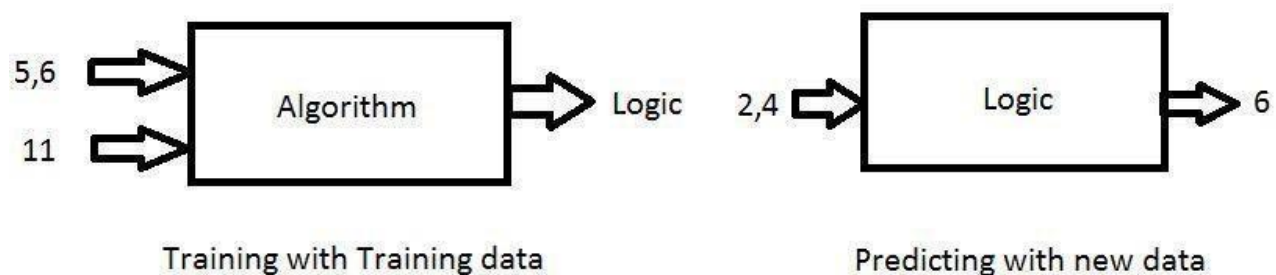 5,6
11
Algorithm
Logic
Training with Training data
2,4
Logic
6
Predicting with new data